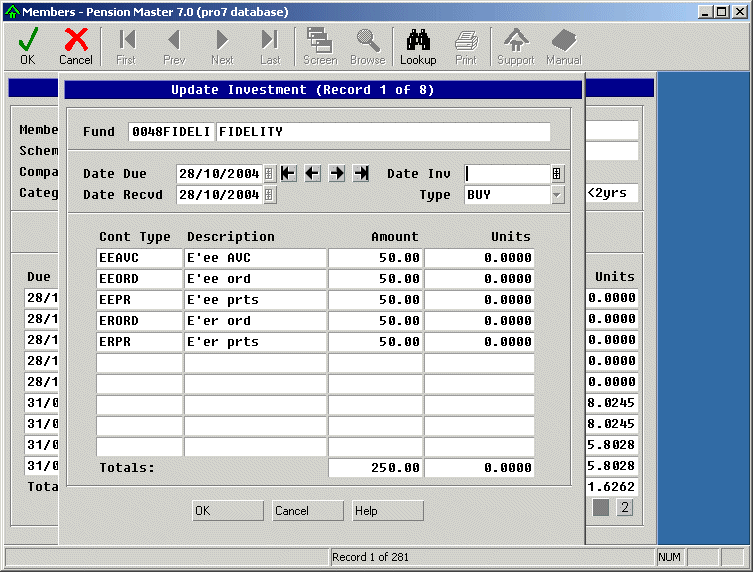 Members - Pension Master 7.0 (pro7 database)
OK Cancel First Prev Next Last Screen Browse Lookup Print Support Manual
Update Investment (Record 1 of 8)
Membe
Schem
Compa
Categ
<2yrs
Fund 0048FIDELI FIDELITY
Date Due 28/10/2004 Date Inv
Date Recvd 28/10/2004 Type BUY
Cont Type Description Amount Units
EEAVC E'ee AVC 50.00 0.0000
EEORD E'ee ord 50.00 0.0000
EEPR E'ee prts 50.00 0.0000
ERORD E'er ord 50.00 0.0000
ERPR E'er prts 50.00 0.0000
Totals: 250.00 0.0000
OK Cancel Help
Due Units
28/1 0.0000
28/1 0.0000
28/1 0.0000
28/1 0.0000
28/1 0.0000
31/0 8.0245
31/0 8.0245
31/0 5.8028
31/0 5.8028
Tota 1.6262
2
Record 1 of 281 NUM